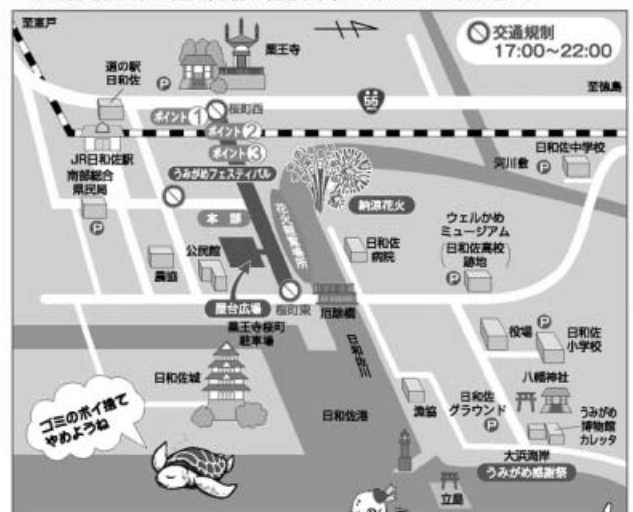 至室戸
交通規制
17:00〜22:00
薬王寺
道の駅
日和佐
P
55
至徳島
ポイント1
桜町西
ポイント2
ポイント3
JR日和佐駅
うみがめフェスティバル
南部総合
県民局
P
本部
花火観賞場所
奉納花火
河川敷
P
日和佐中学校
ウェルかめ
ミュージアム
(日和佐高校
跡地)
P
日和佐
病院
公民館
農協
屋台広場
桜町東
厄除橋
薬王寺桜町
駐車場
日和佐川
役場
P
日和佐
小学校
日和佐城
日和佐港
漁協
日和佐
グラウンド
P
八幡神社
うみがめ
博物館
カレッタ
大浜海岸
うみがめ感謝祭
立島
ゴミのポイ捨て
やめようね